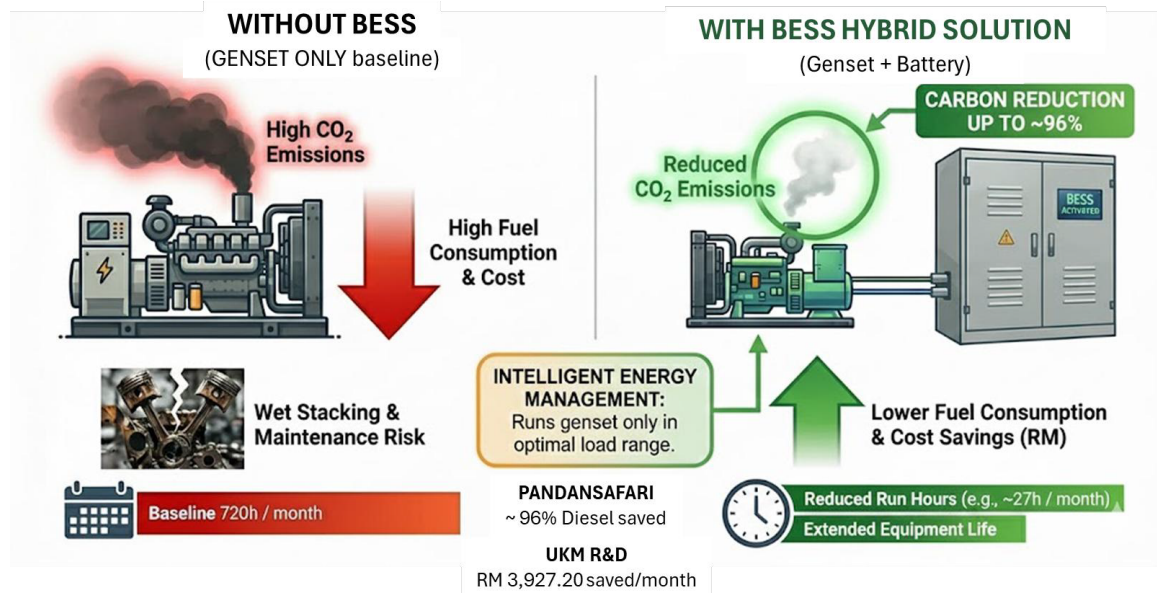 WITHOUT BESS
(GENSET ONLY baseline)
High CO₂
Emissions
High Fuel
Consumption
& Cost
Wet Stacking &
Maintenance Risk
Baseline 720h / month
WITH BESS HYBRID SOLUTION
(Genset + Battery)
CARBON REDUCTION
UP TO ~96%
Reduced
CO₂ Emissions
BESS
ACTIVATED
INTELLIGENT ENERGY
MANAGEMENT:
Runs genset only in
optimal load range.
Lower Fuel Consumption
& Cost Savings (RM)
Reduced Run Hours (e.g., ~27h / month)
Extended Equipment Life
PANDANSAFARI
~ 96% Diesel saved
UKM R&D
RM 3,927.20 saved/month